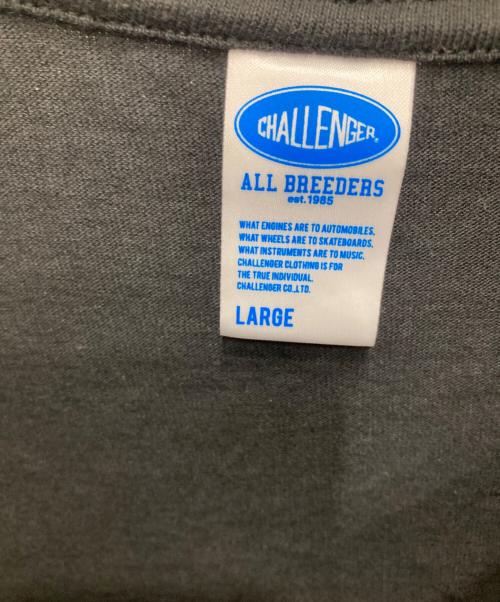 CHALLENGER®
ALL BREEDERS
est.1985
WHAT ENGINES ARE TO AUTOMOBILES,
WHAT WHEELS ARE TO SKATEBOARDS,
WHAT INSTRUMENTS ARE TO MUSIC.
CHALLENGER CLOTHING IS FOR
THE TRUE INDIVIDUAL.
CHALLENGER CO.,LTD.
LARGE